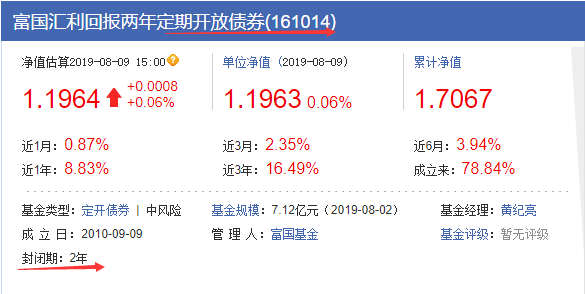 富国汇利回报两年定期开放债券(161014)
净值估算2019-08-09 15:00 ? 单位净值 (2019-08-09) 累计净值
1.1964 +0.0008 +0.06% 1.1963 0.06% 1.7067
近1月: 0.87% 近3月: 2.35% 近6月: 3.94%
近1年: 8.83% 近3年: 16.49% 成立来: 78.84%
基金类型: 定开债券 | 中风险 基金规模: 7.12亿元 (2019-08-02) 基金经理: 黄纪亮
成 立 日: 2010-09-09 管 理 人: 富国基金 基金评级: 暂无评级
封闭期: 2年